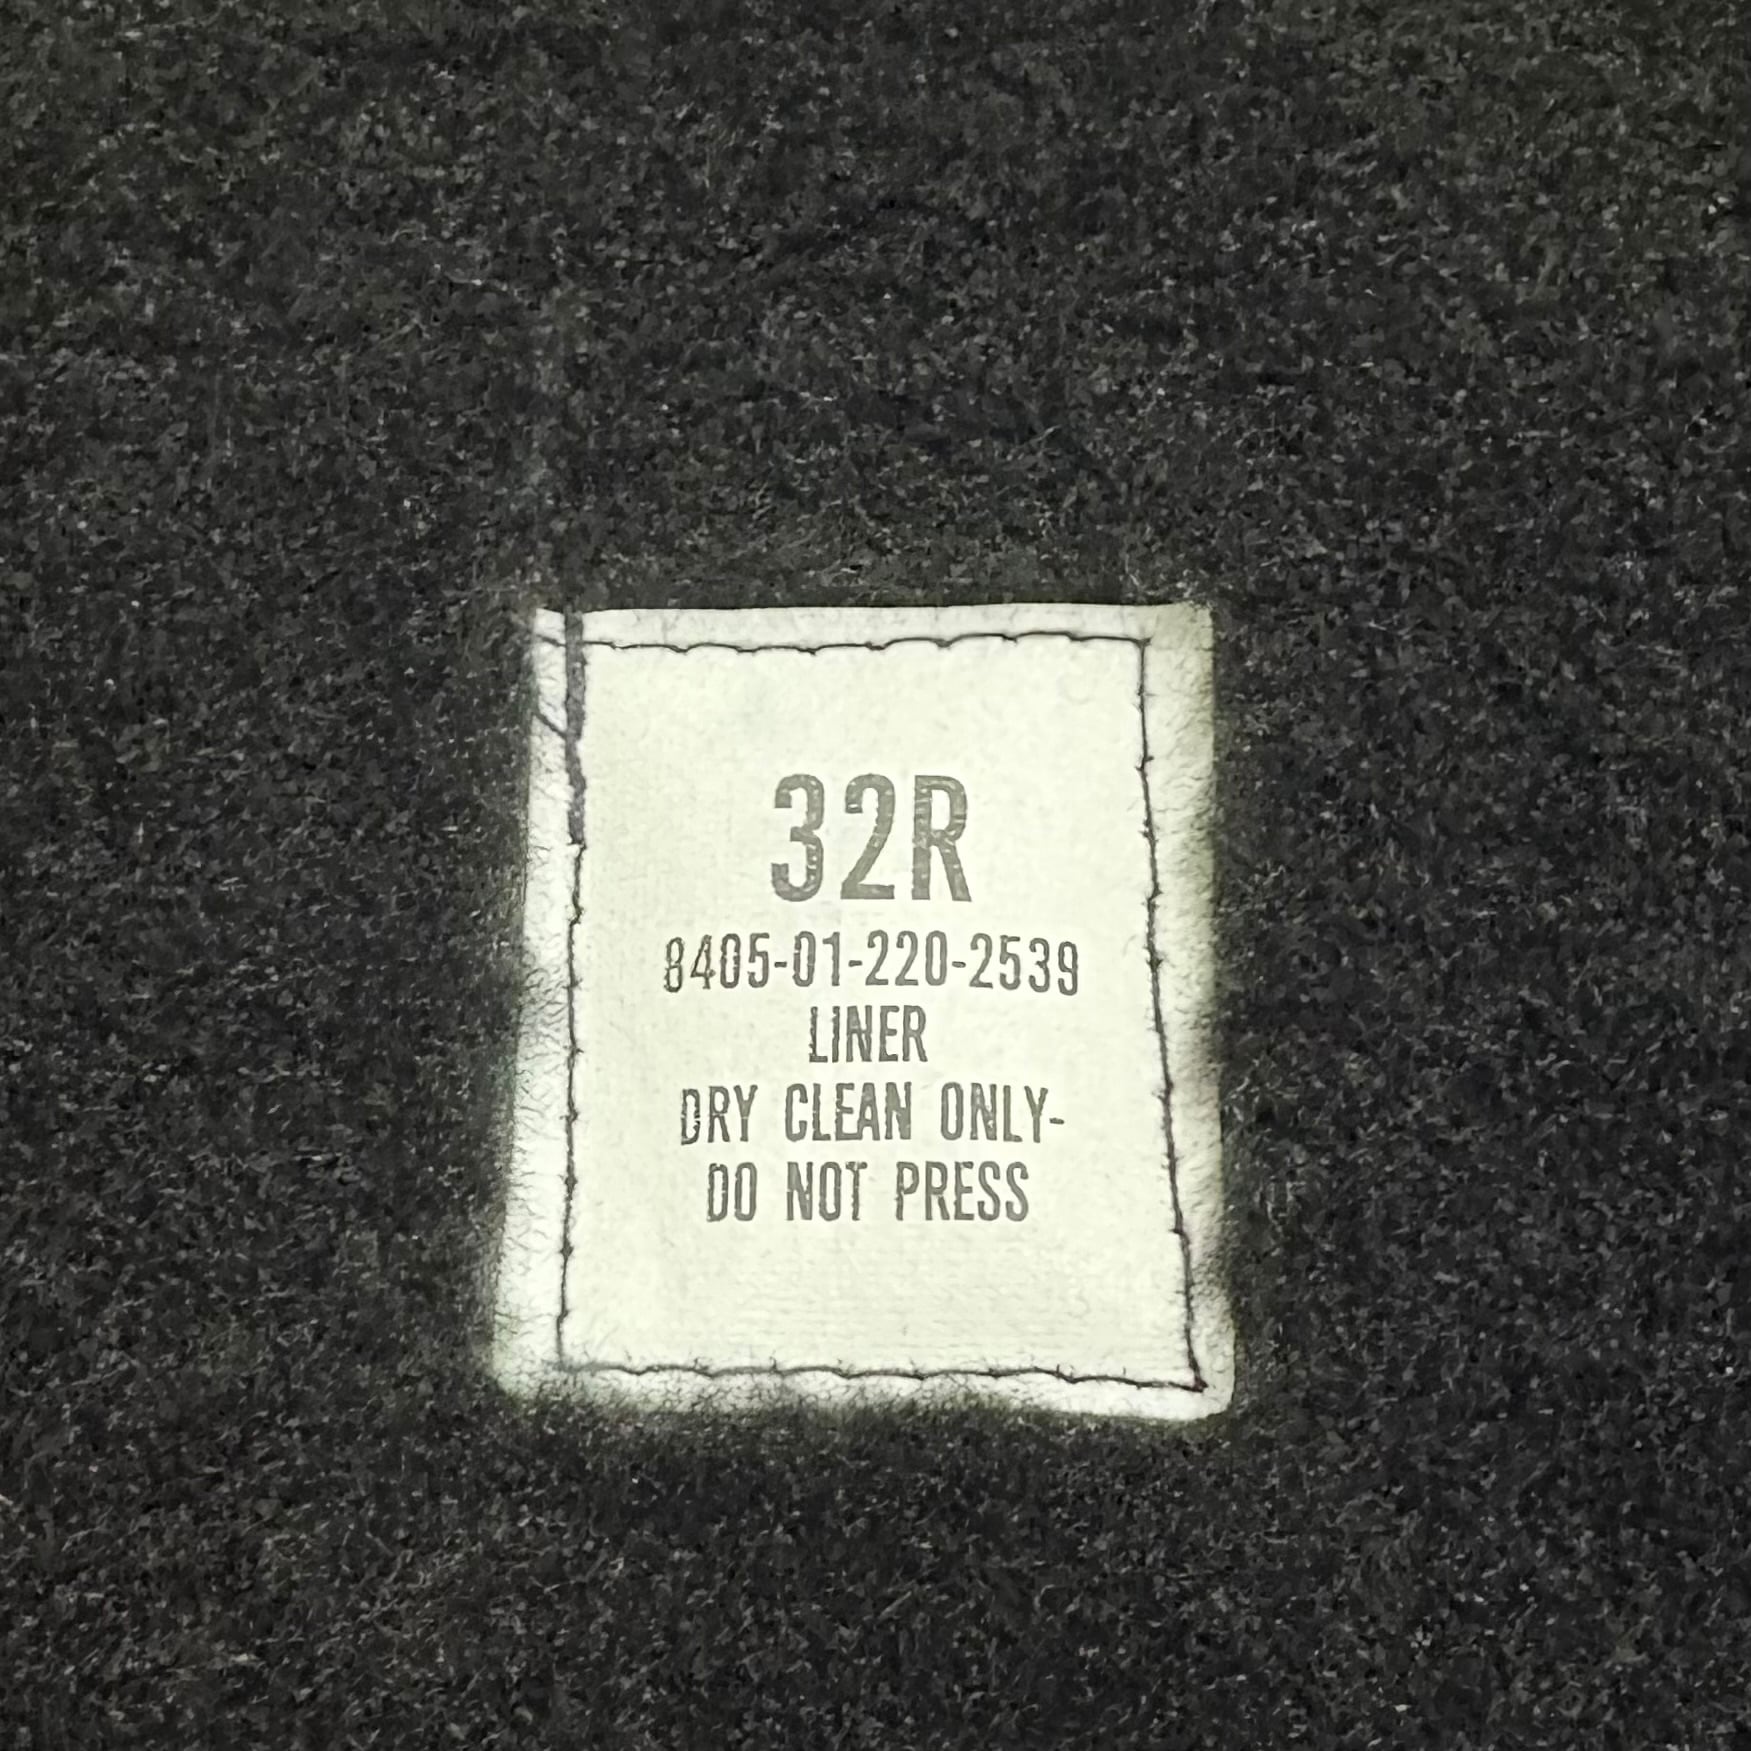 32R
8405-01-220-2539
LINER
DRY CLEAN ONLY-
DO NOT PRESS